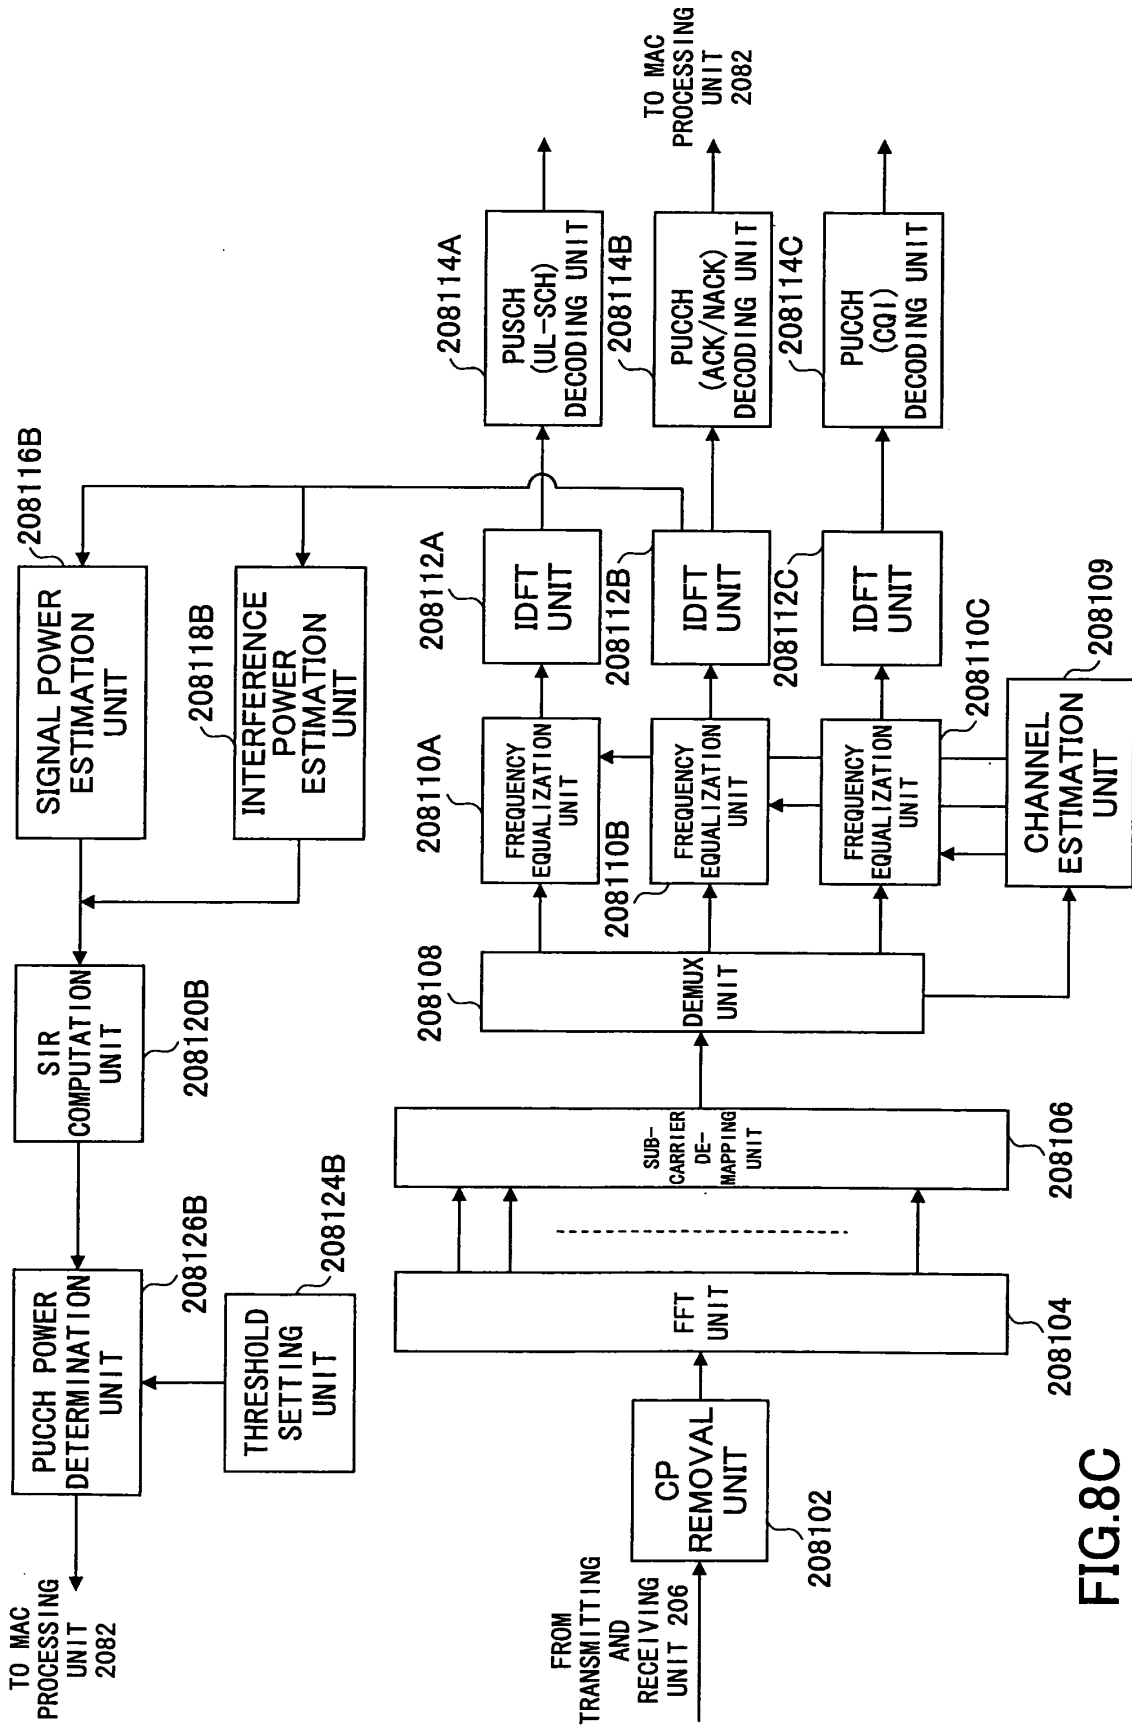 TO MAC
PROCESSING
UNIT
2082
PUCCH POWER
DETERMINATION
UNIT
208126B
THRESHOLD
SETTING
UNIT
208124B
SIR
COMPUTATION
UNIT
208120B
SIGNAL POWER
ESTIMATION
UNIT
208116B
INTERFERENCE
POWER
ESTIMATION
UNIT
208118B
FROM
TRANSMITTING
AND
RECEIVING
UNIT 206
CP
REMOVAL
UNIT
208102
FFT
UNIT
208104
SUB-
CARRIER
DE-
MAPPING
UNIT
208106
DEMUX
UNIT
208108
FREQUENCY
EQUALIZATION
UNIT
208110A
FREQUENCY
EQUALIZATION
UNIT
208110B
FREQUENCY
EQUALIZATION
UNIT
208110C
CHANNEL
ESTIMATION
UNIT
208109
IDFT
UNIT
208112A
IDFT
UNIT
208112B
IDFT
UNIT
208112C
PUSCH
(UL-SCH)
DECODING UNIT
208114A
PUCCH
(ACK/NACK)
DECODING UNIT
208114B
PUCCH
(CQI)
DECODING UNIT
208114C
TO MAC
PROCESSING
UNIT
2082
FIG.8C